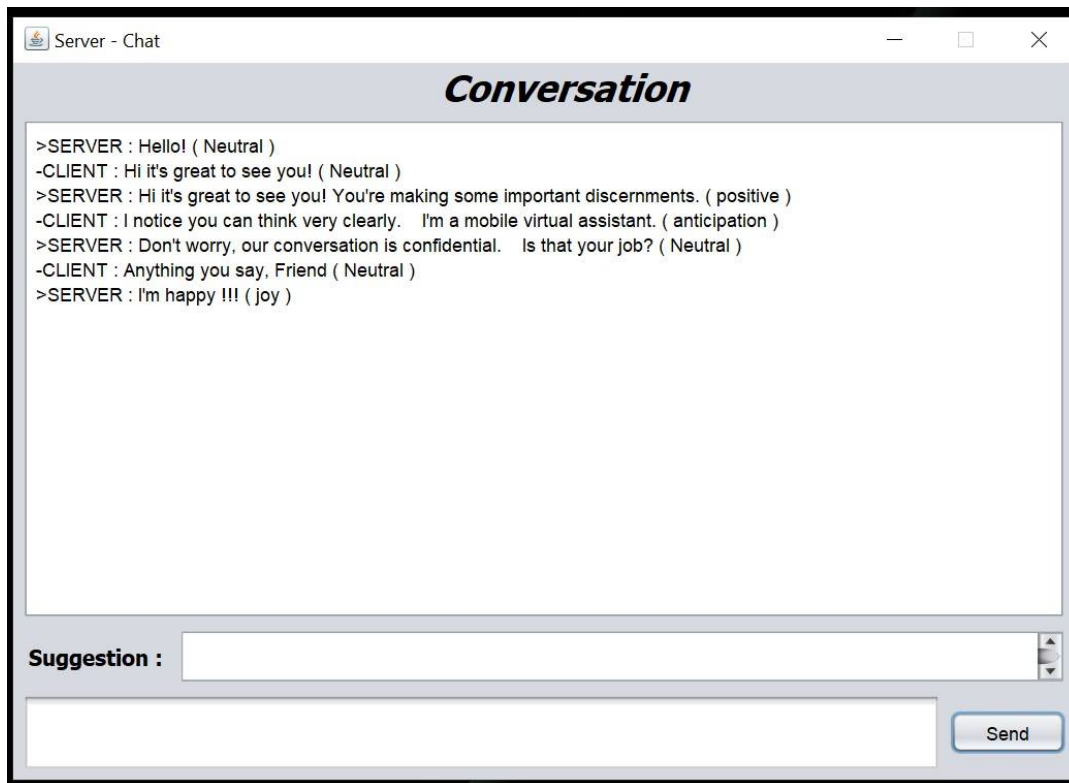 Server - Chat
Conversation
>SERVER : Hello! ( Neutral )
-CLIENT : Hi it's great to see you! ( Neutral )
>SERVER : Hi it's great to see you! You're making some important discernments. ( positive )
-CLIENT : I notice you can think very clearly.    I'm a mobile virtual assistant. ( anticipation )
>SERVER : Don't worry, our conversation is confidential.    Is that your job? ( Neutral )
-CLIENT : Anything you say, Friend ( Neutral )
>SERVER : I'm happy !!! ( joy )
Suggestion :
Send